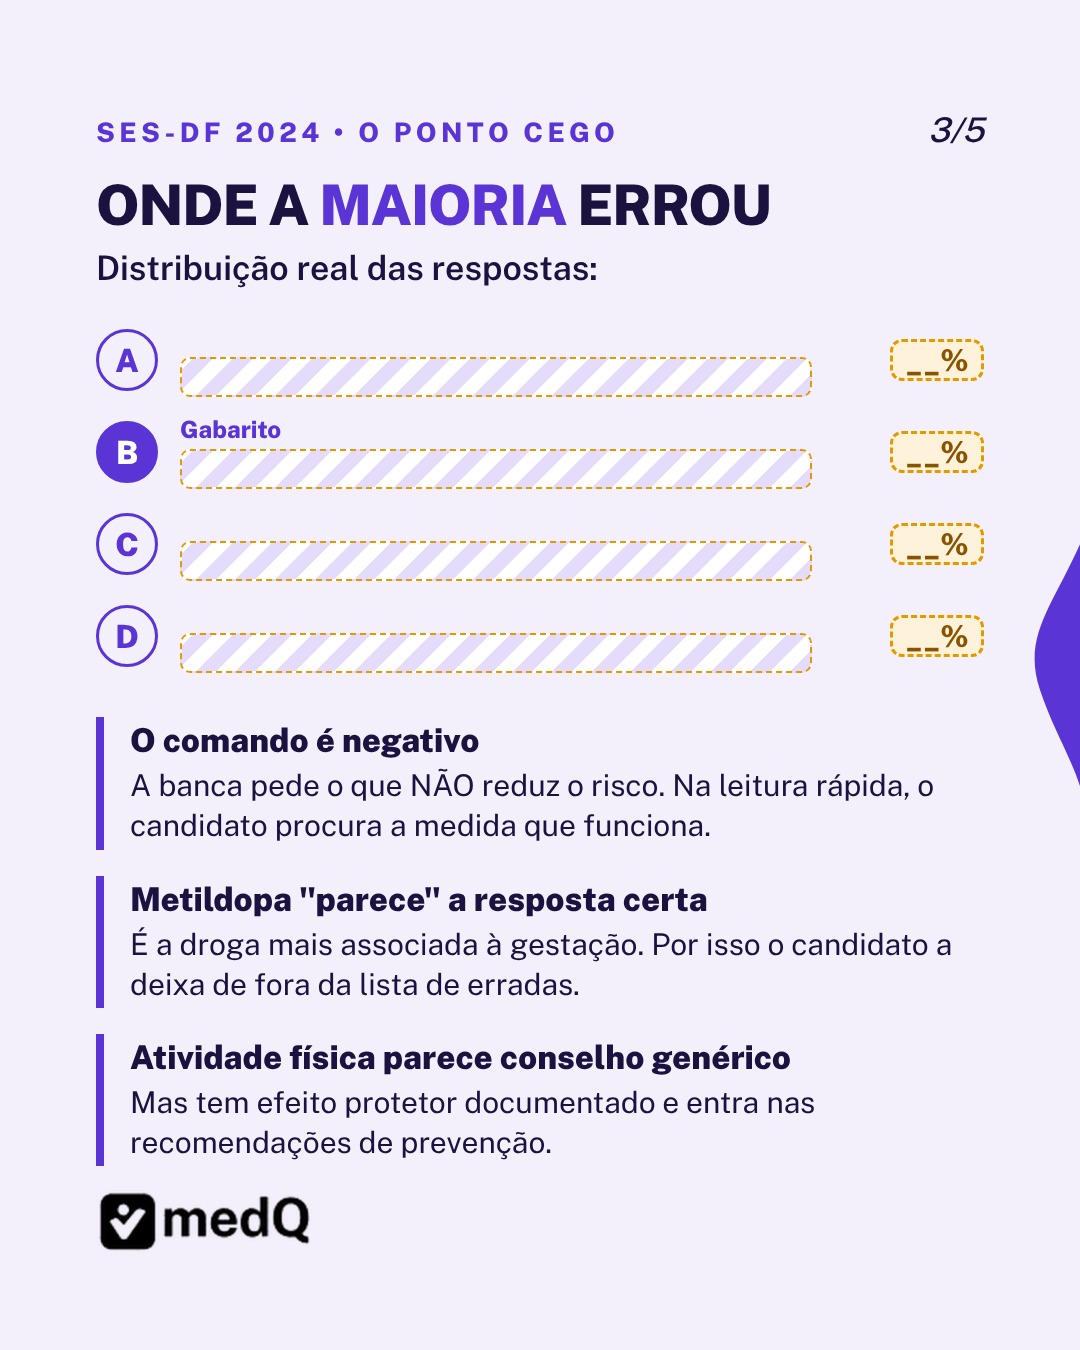 SES-DF 2024 • O PONTO CEGO
3/5
ONDE A MAIORIA ERROU
Distribuição real das respostas:
A
__%
Gabarito
B
__%
C
__%
D
__%
O comando é negativo
A banca pede o que NÃO reduz o risco. Na leitura rápida, o
candidato procura a medida que funciona.
Metildopa "parece" a resposta certa
É a droga mais associada à gestação. Por isso o candidato a
deixa de fora da lista de erradas.
Atividade física parece conselho genérico
Mas tem efeito protetor documentado e entra nas
recomendações de prevenção.
medQ